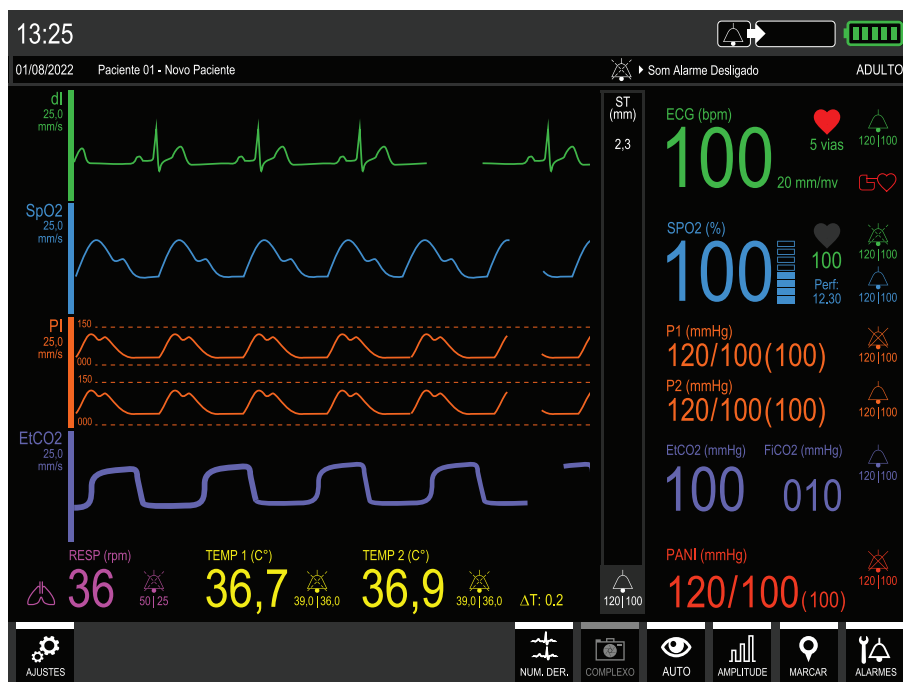 13:25
01/08/2022 Paciente 01 - Novo Paciente Som Alarme Desligado ADULTO
dI
25,0
mm/s
SpO2
25,0
mm/s
PI
25,0
mm/s
150
000
150
000
EtCO2
25,0
mm/s
ST
(mm)
2,3
120|100
ECG (bpm)
100
5 vias
20 mm/mv
120|100
SPO2 (%)
100
100
Perf:
12.30
120|100
120|100
P1 (mmHg)
120/100(100)
120|100
P2 (mmHg)
120/100(100)
120|100
EtCO2 (mmHg) FiCO2 (mmHg)
100 010
120|100
PANI (mmHg)
120/100(100)
120|100
RESP (rpm)
36
50|25
TEMP 1 (C°)
36,7
39,0|36,0
TEMP 2 (C°)
36,9
39,0|36,0
ΔT: 0.2
AJUSTES NUM. DER. COMPLEXO AUTO AMPLITUDE MARCAR ALARMES